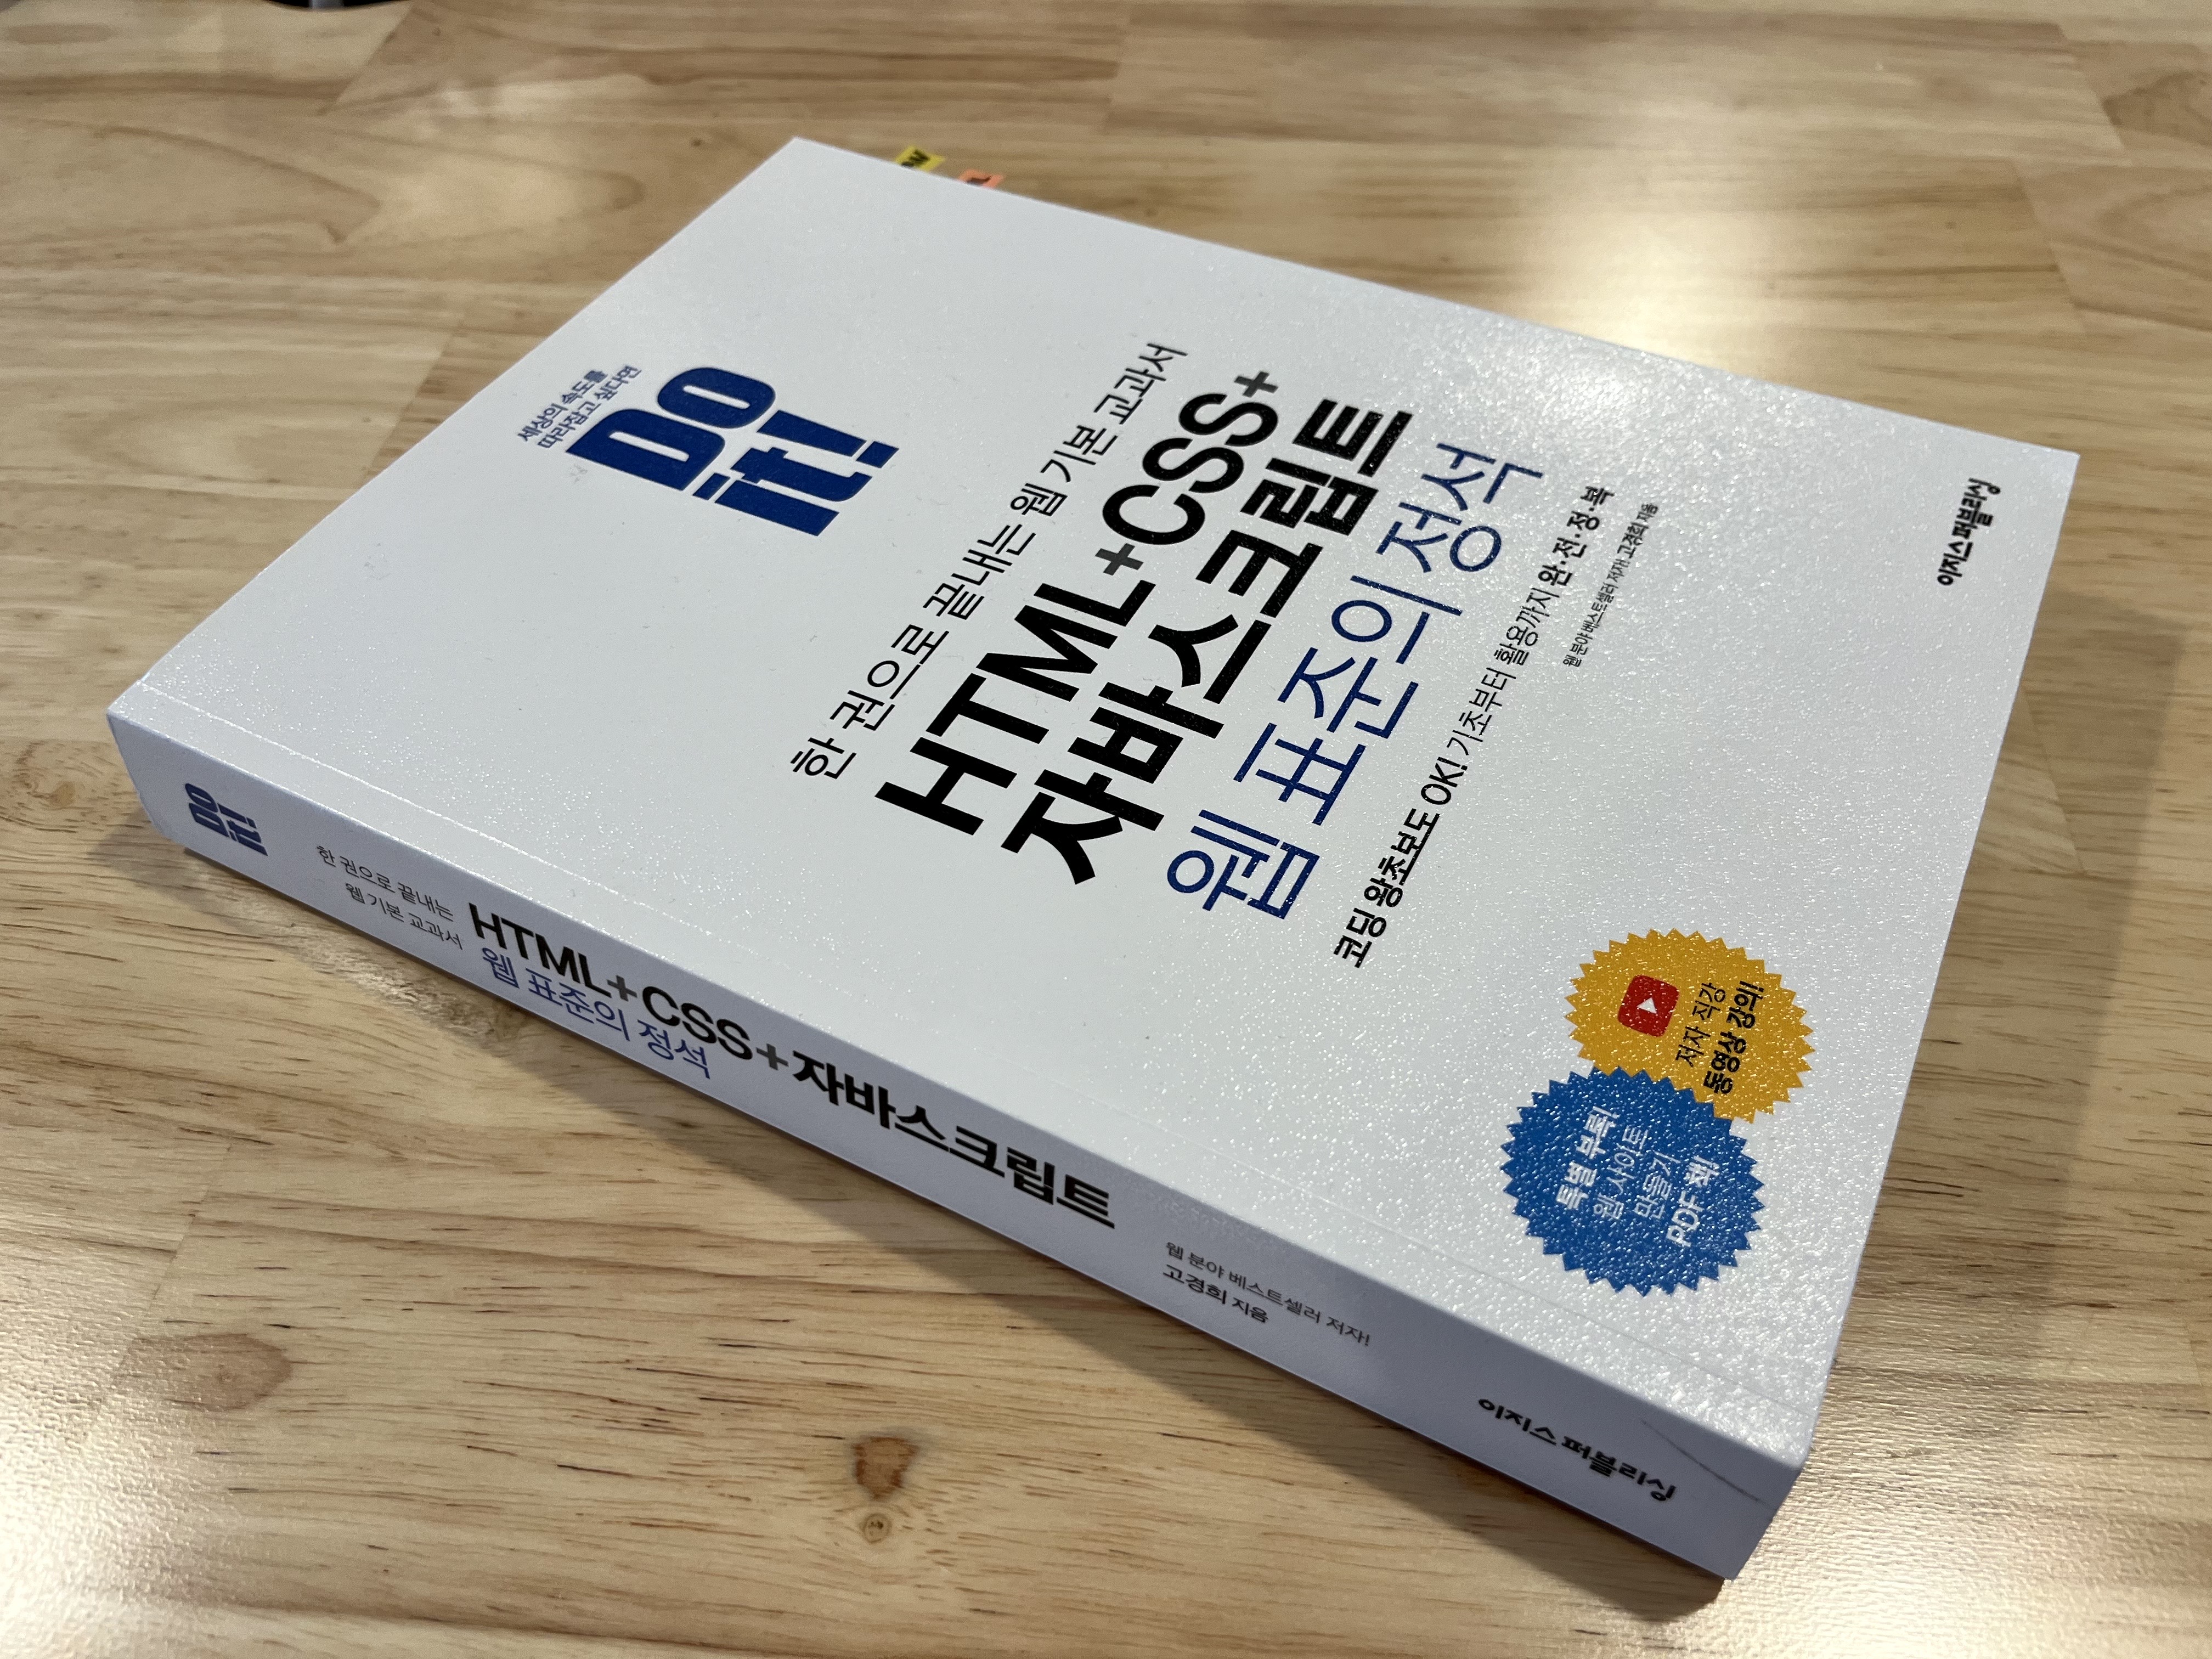 세상의 속도를
따라잡고 싶다면
Do
it!
한 권으로 끝내는 웹 기본 교과서
HTML+CSS+
자바스크립트
웹 표준의 정석
코딩 왕초보도 OK! 기초부터 활용까지 완·전·정·복
웹 분야 베스트셀러 저자! 고경희 지음
저자 직강
동영상 강의!
특별 부록!
웹 사이트
만들기
PDF 책!
이지스퍼블리싱
Do
it!
한 권으로 끝내는
웹 기본 교과서
HTML+CSS+자바스크립트
웹 표준의 정석
웹 분야 베스트셀러 저자!
고경희 지음
이지스퍼블리싱